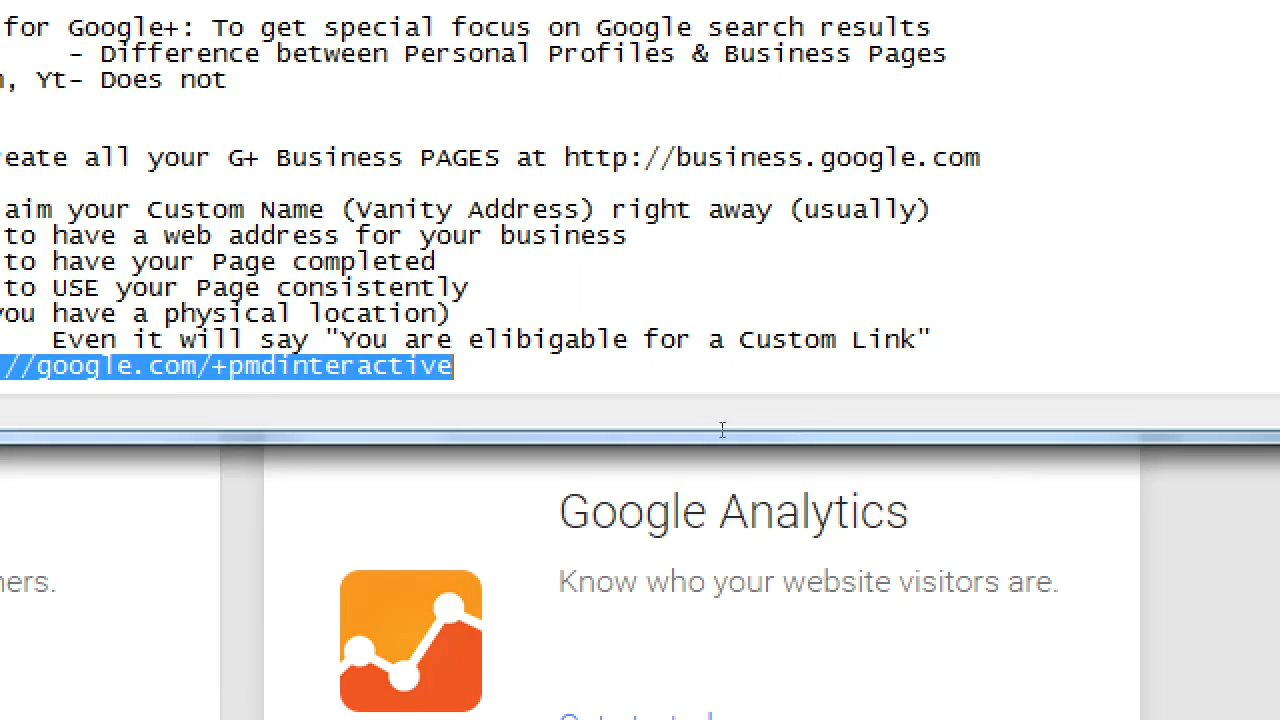 for Google+: To get special focus on Google search results
- Difference between Personal Profiles & Business Pages
, Yt- Does not
eate all your G+ Business PAGES at http://business.google.com
aim your Custom Name (Vanity Address) right away (usually)
to have a web address for your business
to have your Page completed
to USE your Page consistently
you have a physical location)
Even it will say "You are elibigable for a Custom Link"
//google.com/+pmdinteractive
Google Analytics
Know who your website visitors are.
ers.